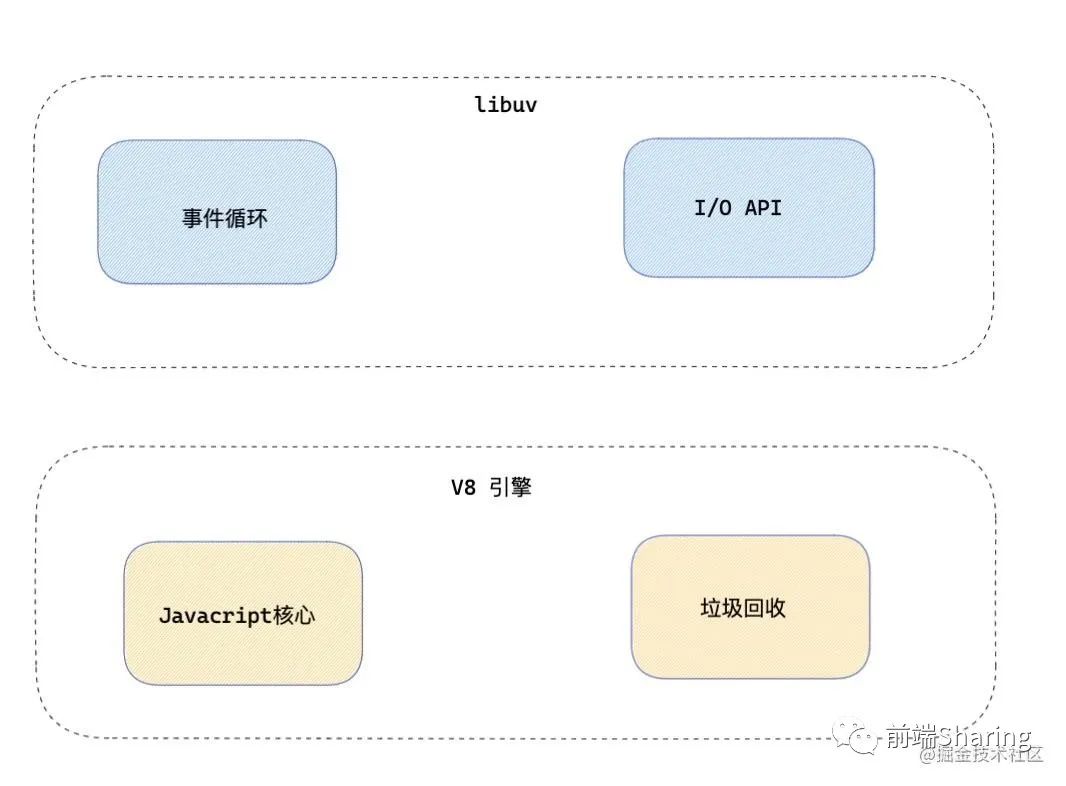 libuv
事件循环
I/O API
V8 引擎
Javacript核心
垃圾回收
前端Sharing
@掘金技术社区